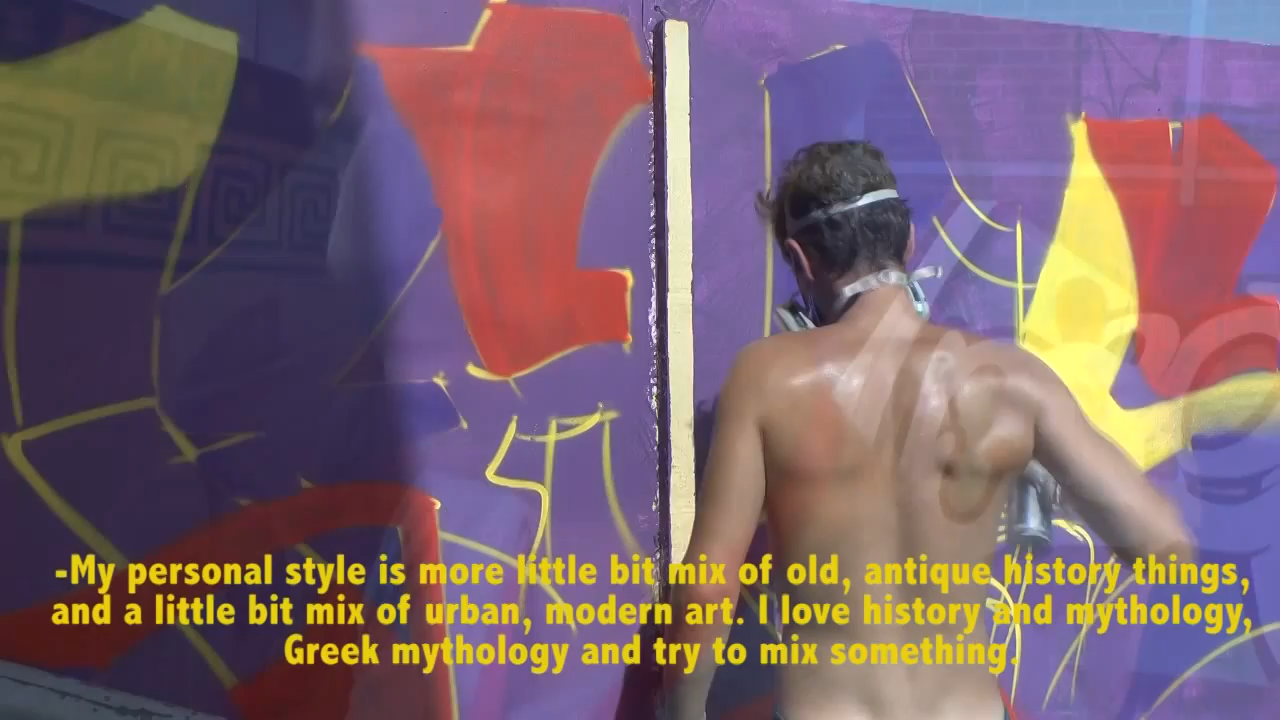 -My personal style is more little bit mix of old, antique history things,
and a little bit mix of urban, modern art. I love history and mythology,
Greek mythology and try to mix something.